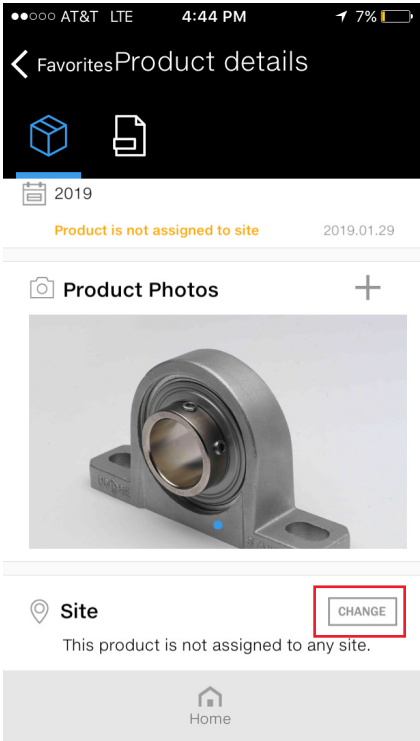 AT&T LTE 4:44 PM 7%
Favorites Product details
2019
Product is not assigned to site 2019.01.29
Product Photos
Site CHANGE
This product is not assigned to any site.
Home